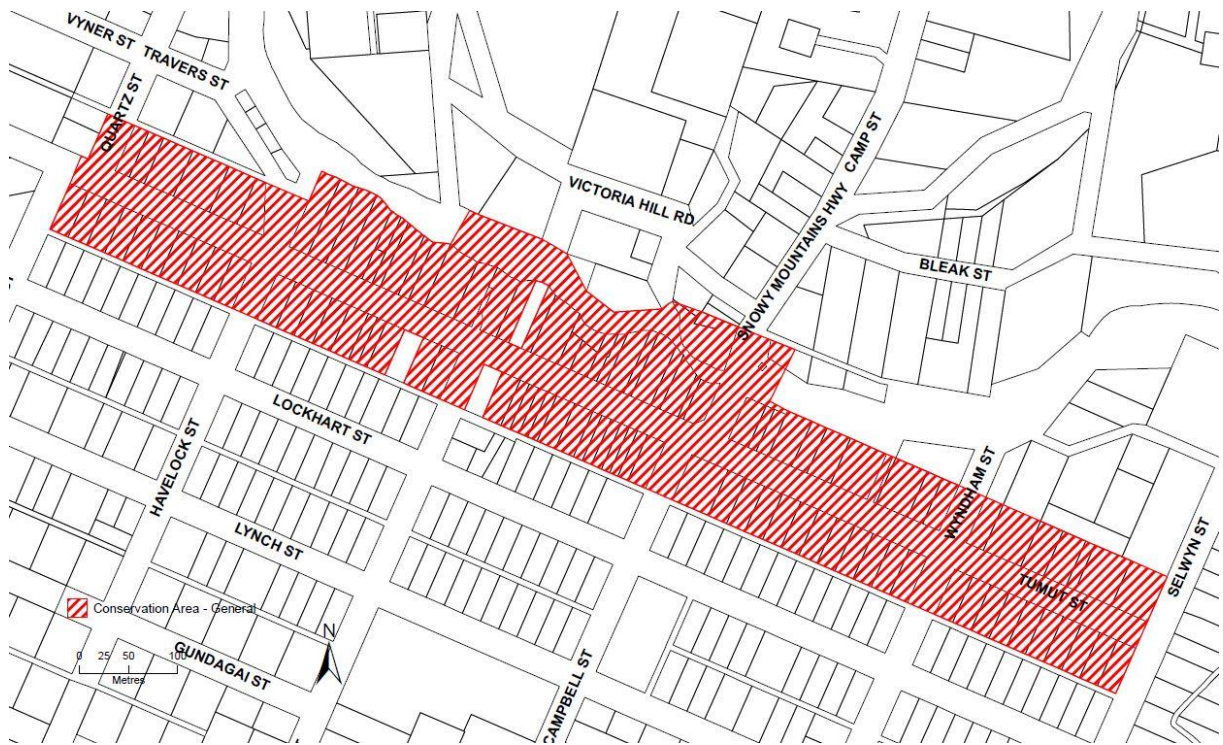 VYNER ST
TRAVERS ST
QUARTZ ST
VICTORIA HILL RD
SNOWY MOUNTAINS HWY
CAMP ST
BLEAK ST
LOCKHART ST
HAVELOCK ST
LYNCH ST
WYNDHAM ST
TUMUT ST
SELWYN ST
Conservation Area - General
N
0 25 50 100
Metres
GUNDAGAI ST
CAMPBELL ST